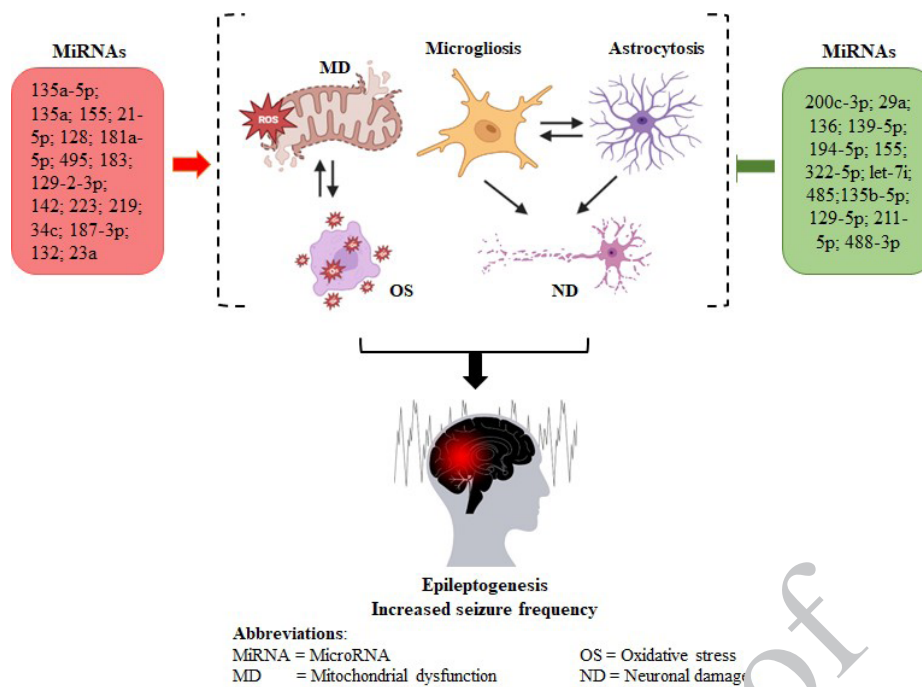 MiRNAs
135a-5p;
135a; 155; 21-
5p; 128; 181a-
5p; 495; 183;
129-2-3p;
142; 223; 219;
34c; 187-3p;
132; 23a
MD
ROS
OS
Microgliosis
Astrocytosis
ND
MiRNAs
200c-3p; 29a;
136; 139-5p;
194-5p; 155;
322-5p; let-7i;
485;135b-5p;
129-5p; 211-
5p; 488-3p
Epileptogenesis
Increased seizure frequency
Abbreviations:
MiRNA = MicroRNA
OS = Oxidative stress
MD = Mitochondrial dysfunction
ND = Neuronal damage
of